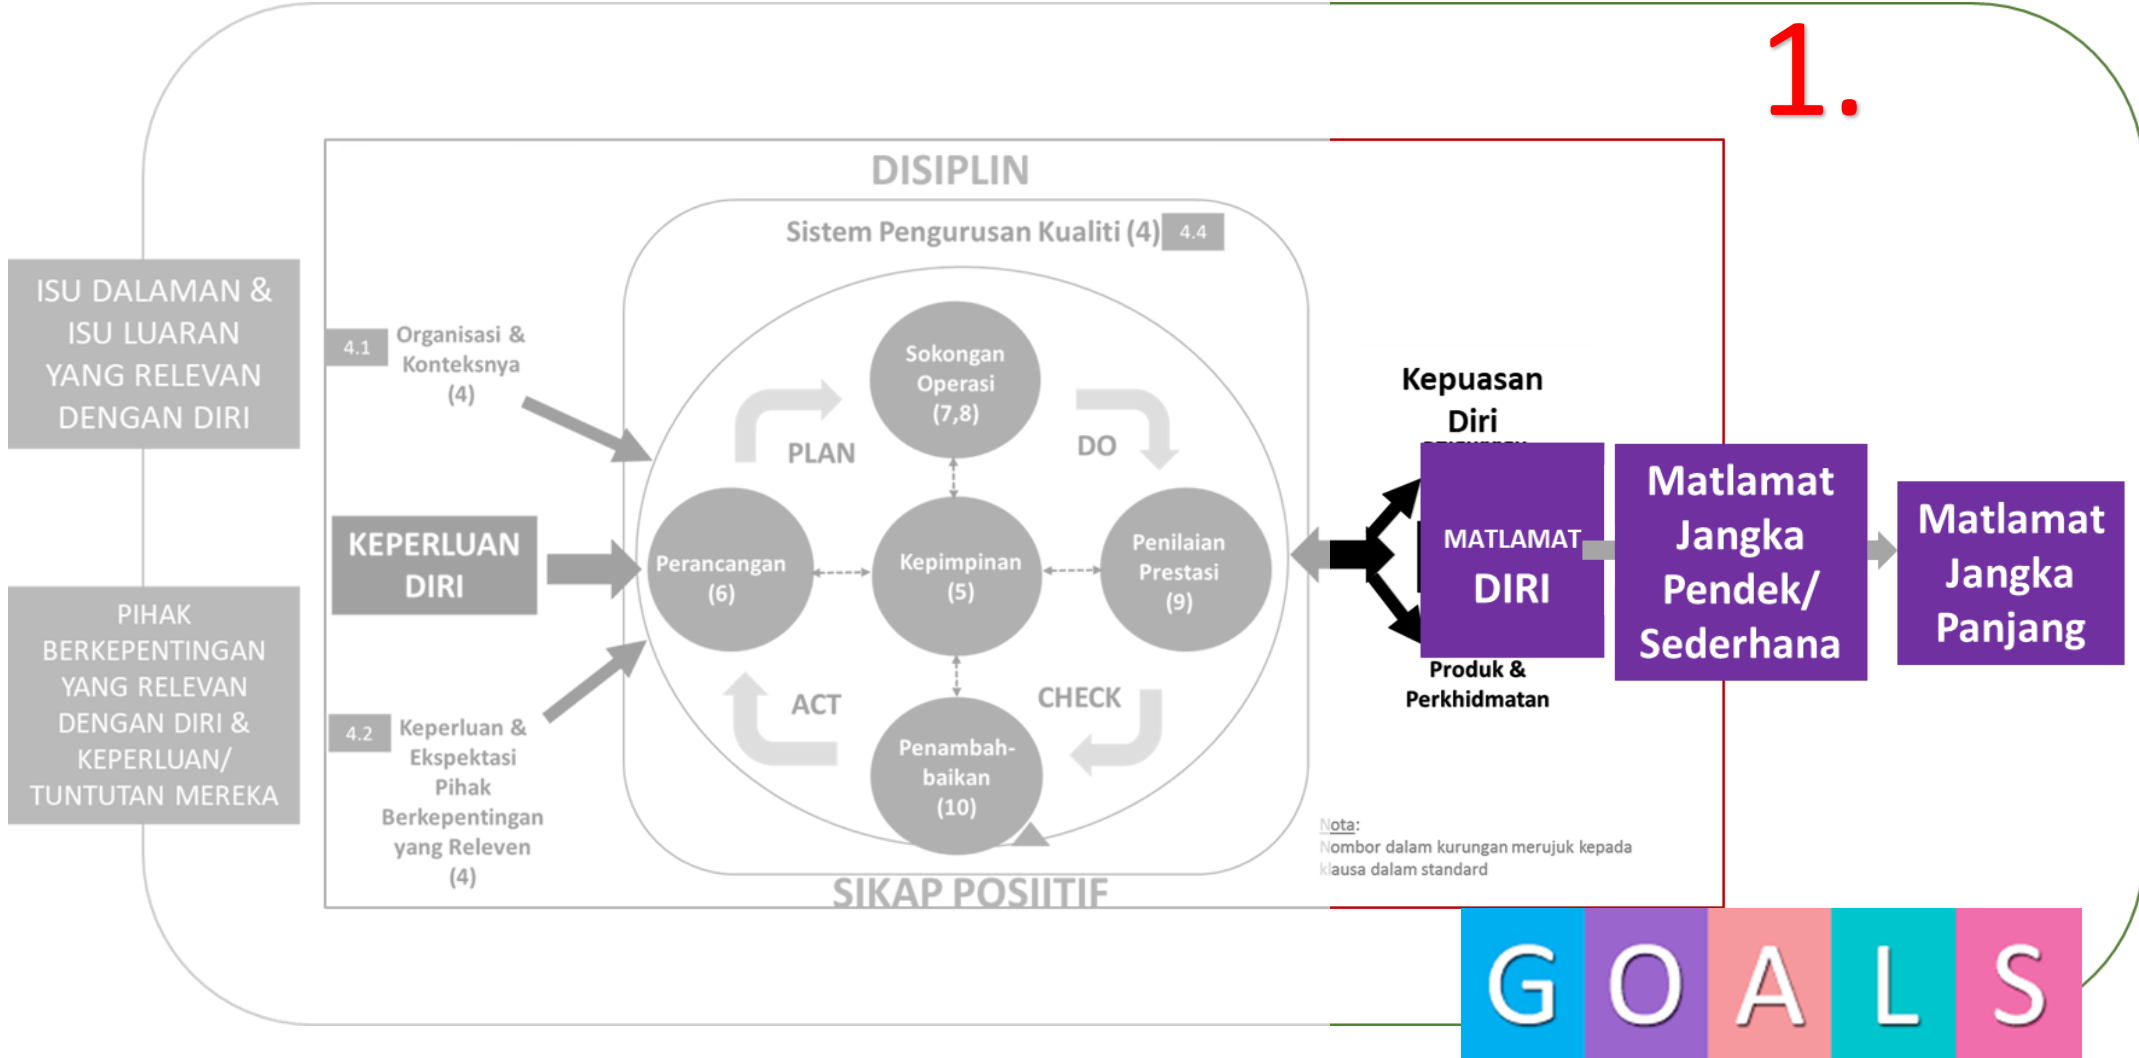 1.
DISIPLIN
Sistem Pengurusan Kualiti (4)
4.4
ISU DALAMAN &
ISU LUARAN
YANG RELEVAN
DENGAN DIRI
4.1
Organisasi &
Konteksnya
(4)
Sokongan
Operasi
(7,8)
PLAN
DO
KEPERLUAN
DIRI
Perancangan
(6)
Kepimpinan
(5)
Penilaian
Prestasi
(9)
Kepuasan
Diri
MATLAMAT
DIRI
Matlamat
Jangka
Pendek/
Sederhana
Matlamat
Jangka
Panjang
Produk &
Perkhidmatan
PIHAK
BERKEPENTINGAN
YANG RELEVAN
DENGAN DIRI &
KEPERLUAN/
TUNTUTAN MEREKA
4.2
Keperluan &
Ekspektasi
Pihak
Berkepentingan
yang Releven
(4)
ACT
CHECK
Penambah-
baikan
(10)
Nota:
Nombor dalam kurungan merujuk kepada
klausa dalam standard
SIKAP POSIITIF
GOALS